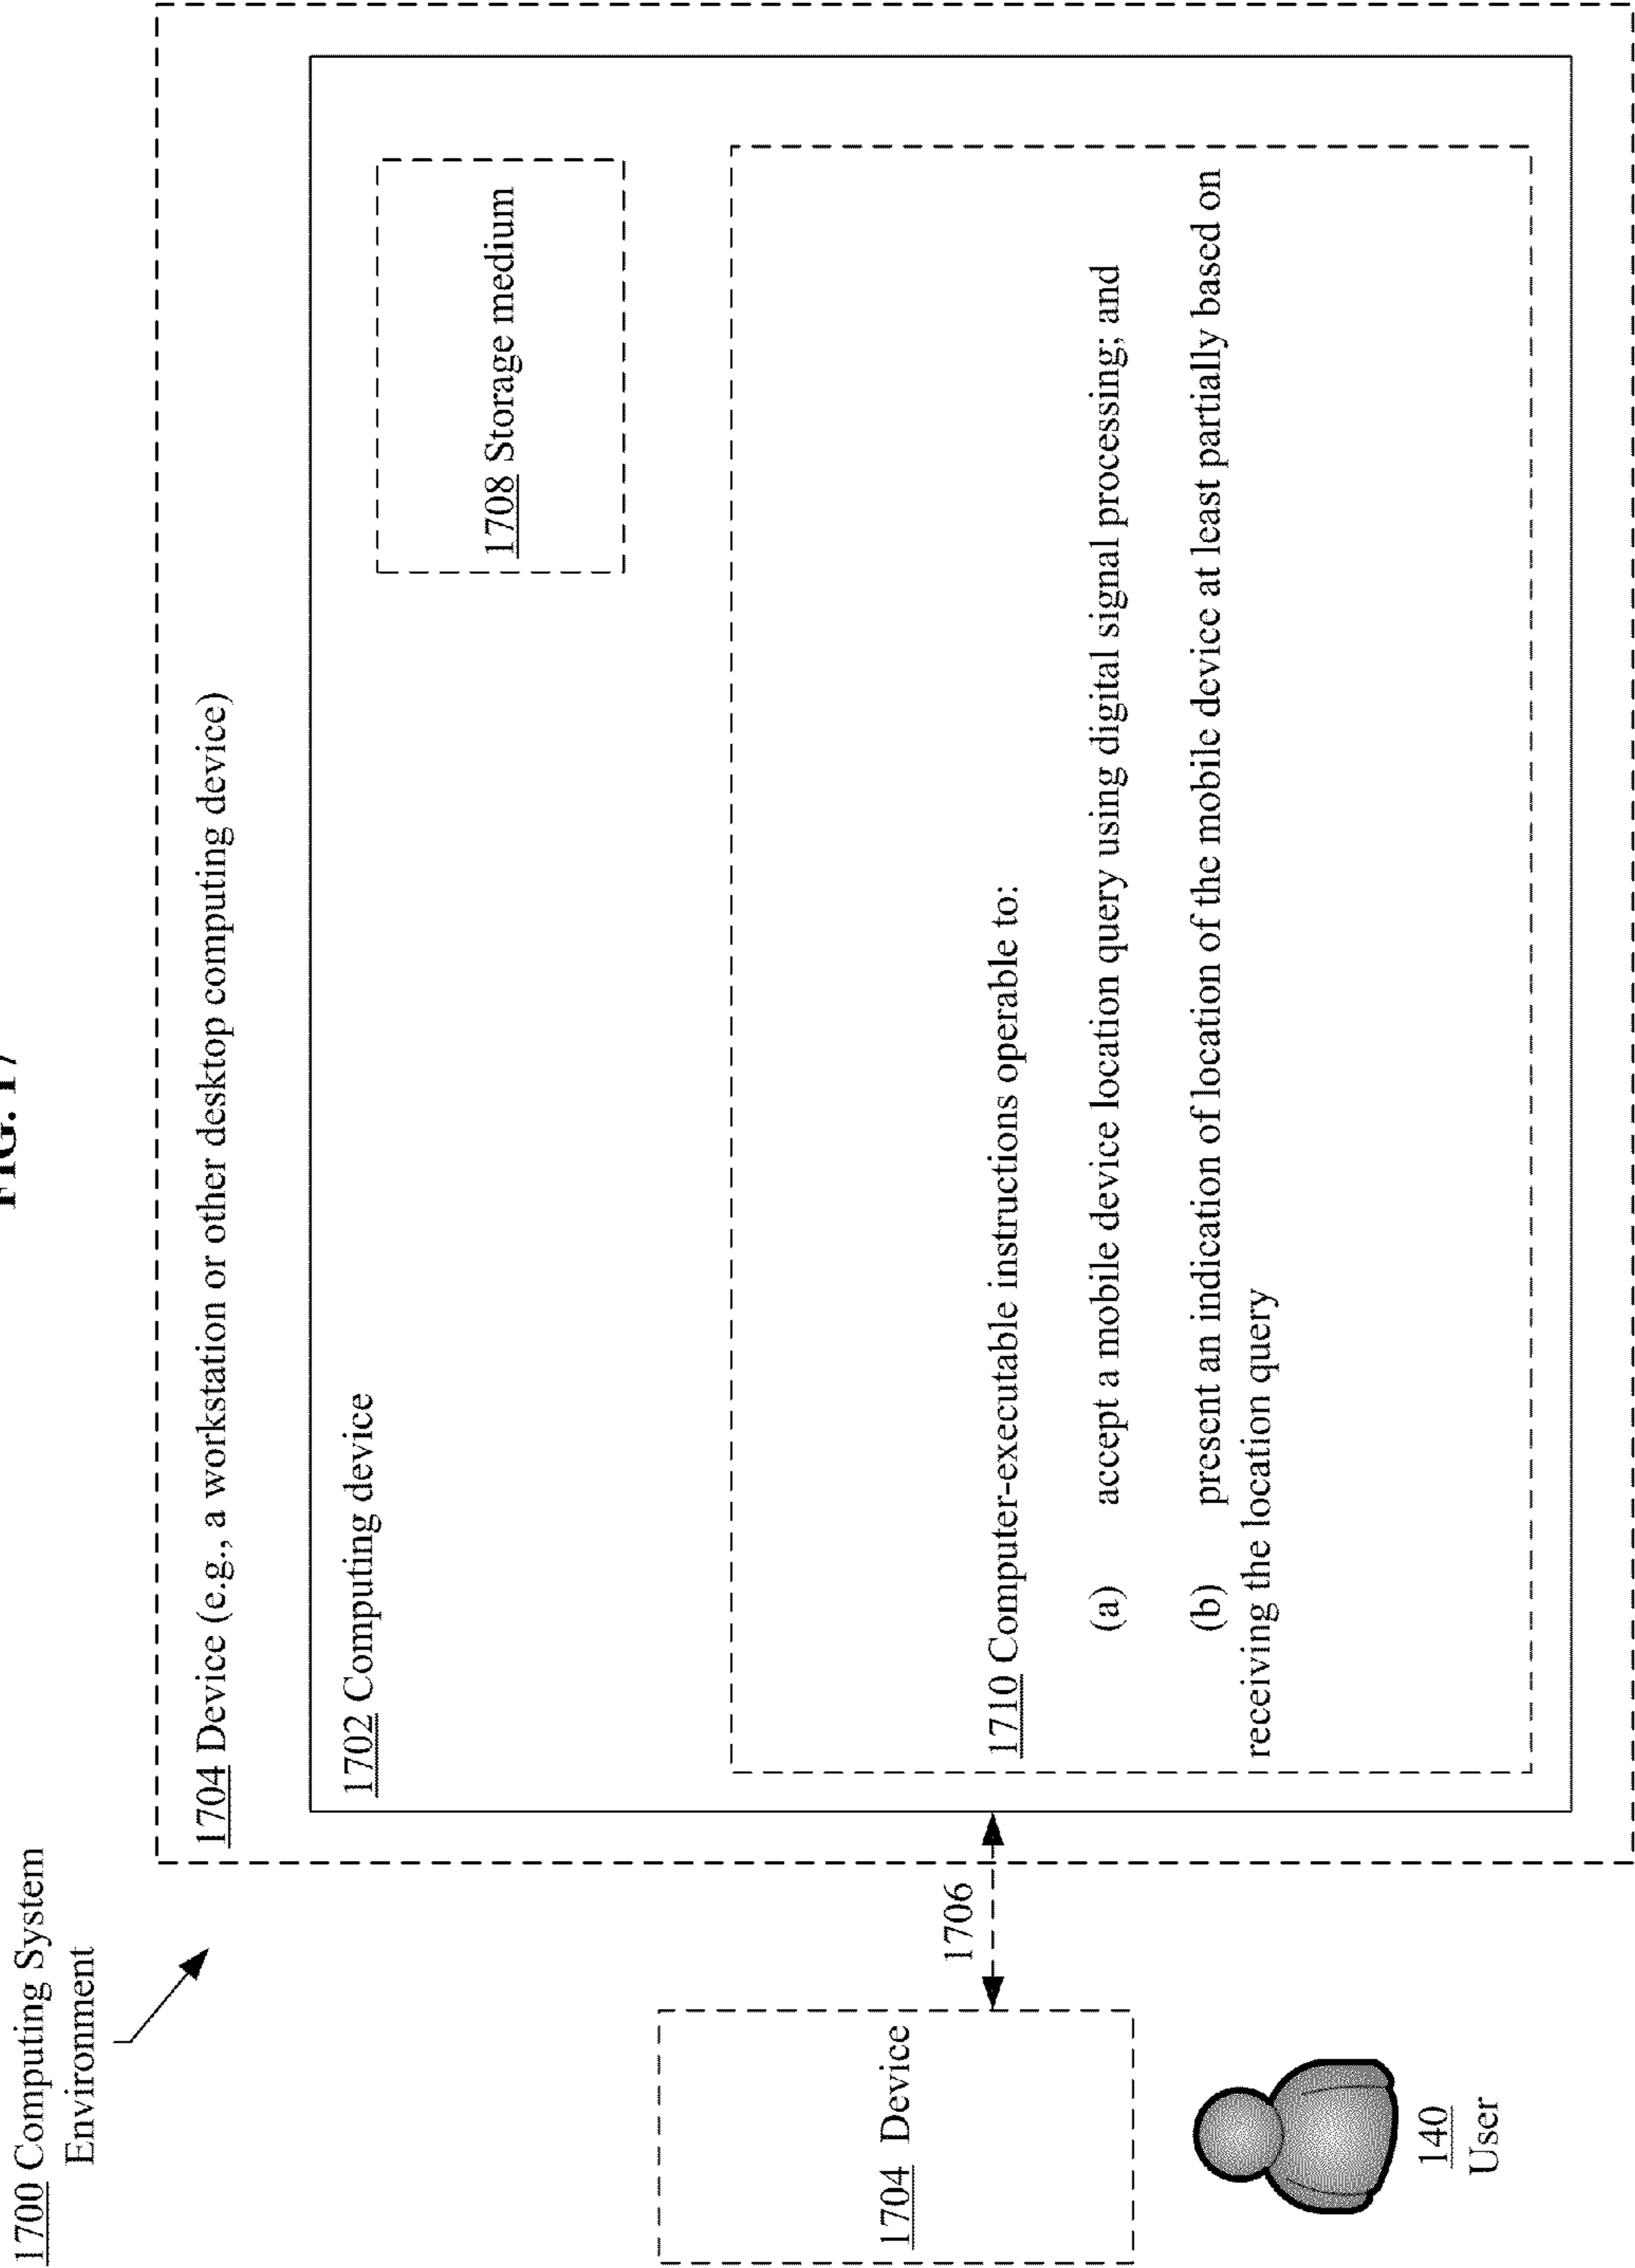 FIG. 17
1700 Computing System
Environment
1704 Device (e.g., a workstation or other desktop computing device)
1702 Computing device
1708 Storage medium
1710 Computer-executable instructions operable to:
(a) accept a mobile device location query using digital signal processing; and
(b) present an indication of location of the mobile device at least partially based on
receiving the location query
1706
1704 Device
140
User